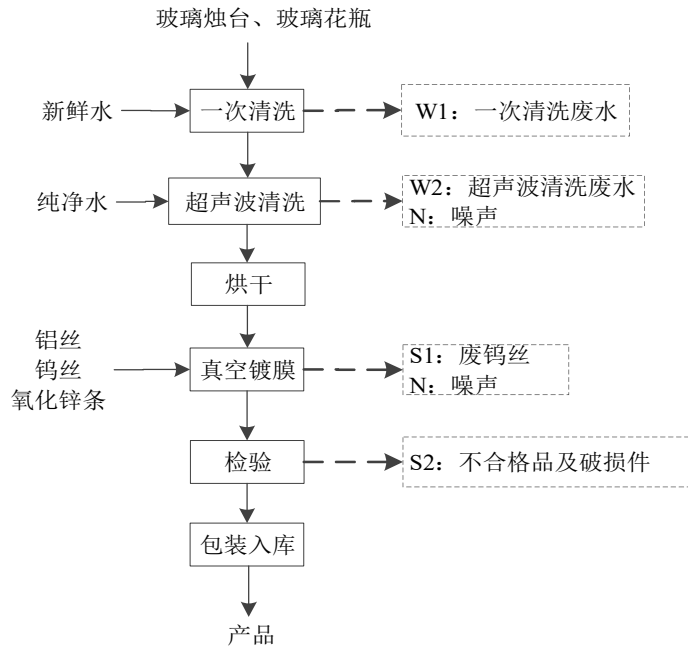 玻璃烛台、玻璃花瓶
新鲜水
一次清洗
W1：一次清洗废水
纯净水
超声波清洗
W2：超声波清洗废水
N：噪声
烘干
铝丝
钨丝
氧化锌条
真空镀膜
S1：废钨丝
N：噪声
检验
S2：不合格品及破损件
包装入库
产品